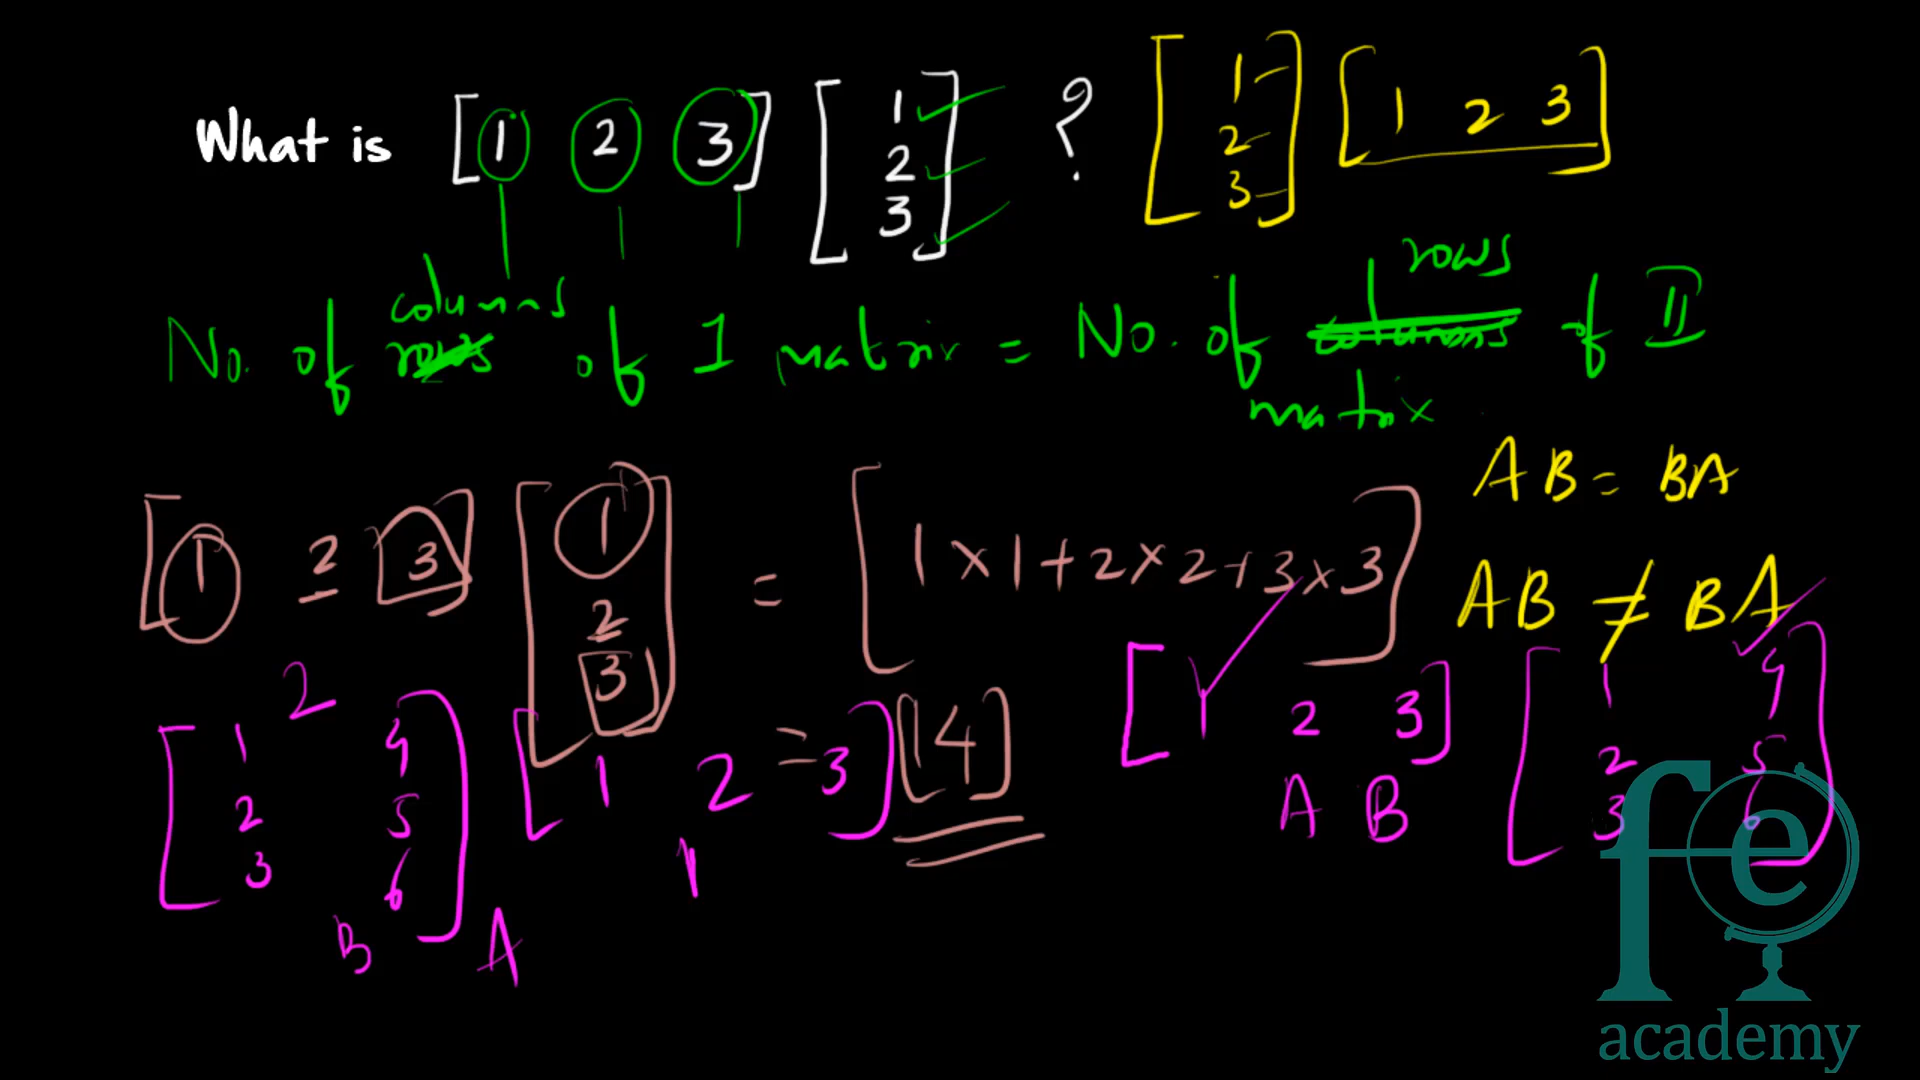 What is [1 2 3] [1 2 3] ? [1 2 3] [1 2 3]
columns rows
No. of rows of I matrix = No. of columns of II
matrix
AB = BA
[1 2 3] [1 2 3] = [1×1+2×2+3×3]
AB ≠ BA
2
[1 4 2 5 3 6] [1 2 3] = [14] [1 2 3] [1 4 2 5 3 6]
A B
1
B A
fe
academy